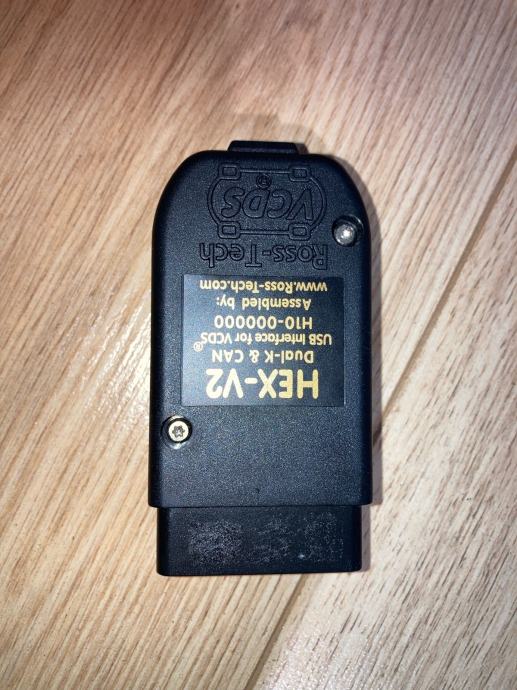 HEX-V2
Dual-K & CAN
USB Interface for VCDS®
H10-000000
Assembled by:
www.Ross-Tech.com
Ross-Tech
VCDS®